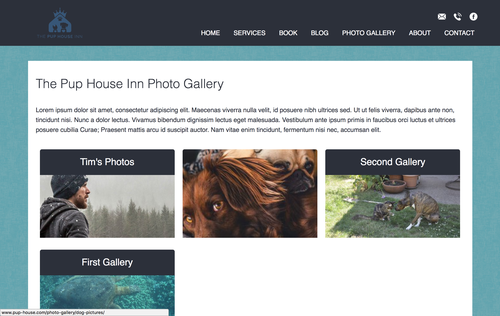 HOME SERVICES BOOK BLOG PHOTO GALLERY ABOUT CONTACT
The Pup House Inn Photo Gallery
Lorem ipsum dolor sit amet, consectetur adipiscing elit. Maecenas viverra nulla velit, id posuere nibh ultrices sed. Ut ut felis viverra, dapibus ante non,
tincidunt nisi. Nunc a dolor lectus. Vivamus bibendum dignissim lectus eget malesuada. Vestibulum ante ipsum primis in faucibus orci luctus et ultrices
posuere cubilia Curae; Praesent mattis arcu id suscipit auctor. Nam vitae enim tincidunt, fermentum nisi nec, accumsan elit.
Tim's Photos
Second Gallery
First Gallery
www.pup-house.com/photo-gallery/dog-pictures/